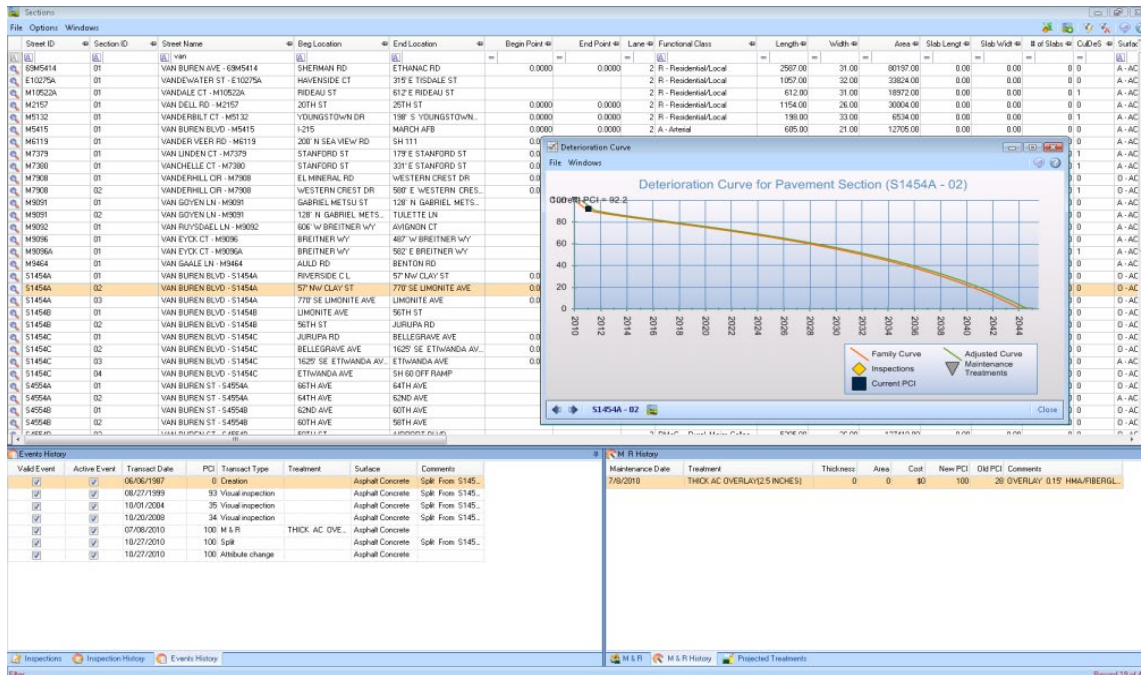 Sections
File Options Windows
Street ID Section ID Street Name Beg Location End Location Begin Point End Point Lane Functional Class Length Width Area Slab Lengt Slab Widt # of Slabs CulDeS Surfac
van
69M5414 01 VAN BUREN AVE - 69M5414 SHERMAN RD ETHANAC RD 0.0000 0.0000 2 R - Residential/Local 2587.00 31.00 80197.00 0.00 0.00 0 0 A - AC
E10275A 01 VANDEWATER ST - E10275A HAVENSIDE CT 315'E TISDALE ST 2 R - Residential/Local 1057.00 32.00 33824.00 0.00 0.00 0 0 A - AC
M10522A 01 VANDALE CT - M10522A RIDEAU ST 612'E RIDEAU ST 2 R - Residential/Local 612.00 31.00 18972.00 0.00 0.00 0 1 A - AC
M2157 01 VAN DELL RD - M2157 20TH ST 25TH ST 0.0000 0.0000 2 R - Residential/Local 1154.00 26.00 30004.00 0.00 0.00 0 0 A - AC
M5132 01 VANDERBILT CT - M5132 YOUNGSTOWN DR 198' S YOUNGSTOWN... 0.0000 0.0000 2 R - Residential/Local 198.00 33.00 6534.00 0.00 0.00 0 1 A - AC
M5415 01 VAN BUREN BLVD - M5415 I-215 MARCH AFB 0.0000 0.0000 2 A - Arterial 605.00 21.00 12705.00 0.00 0.00 0 0 A - AC
M6119 01 VANDER VEER RD - M6119 200' N SEA VIEW RD SH 111
M7379 01 VAN LINDEN CT - M7379 STANFORD ST 179'E STANFORD ST
M7380 01 VANCHELLE CT - M7380 STANFORD ST 331'E STANFORD ST
M7908 01 VANDERHILL CIR - M7908 EL MINERAL RD WESTERN CREST DR
M7908 02 VANDERHILL CIR - M7908 WESTERN CREST DR 580' E WESTERN CRES...
M9091 01 VAN GOYEN LN - M9091 GABRIEL METSU ST 128' N GABRIEL METS...
M9091 02 VAN GOYEN LN - M9091 128' N GABRIEL METS... TULETTE LN
M9092 01 VAN RUYSDAEL LN - M9092 606' W BREITNER WY AVIGNON CT
M9096 01 VAN EYCK CT - M9096 BREITNER WY 487' W BREITNER WY
M9096A 01 VAN EYCK CT - M9096A BREITNER WY 582' E BREITNER WY
M9464 01 VAN GAALE LN - M9464 AULD RD BENTON RD
S1454A 01 VAN BUREN BLVD - S1454A RIVERSIDE C L 57' NW CLAY ST
S1454A 02 VAN BUREN BLVD - S1454A 57' NW CLAY ST 770'SE LIMONITE AVE
S1454A 03 VAN BUREN BLVD - S1454A 770'SE LIMONITE AVE LIMONITE AVE
S1454B 01 VAN BUREN BLVD - S1454B LIMONITE AVE 56TH ST
S1454B 02 VAN BUREN BLVD - S1454B 56TH ST JURUPA RD
S1454C 01 VAN BUREN BLVD - S1454C JURUPA RD BELLEGRAVE AVE
S1454C 02 VAN BUREN BLVD - S1454C BELLEGRAVE AVE 1625' SE ETIWANDA AV...
S1454C 03 VAN BUREN BLVD - S1454C 1625' SE ETIWANDA AV... ETIWANDA AVE
S1454C 04 VAN BUREN BLVD - S1454C ETIWANDA AVE SH 60 OFF RAMP
S4554A 01 VAN BUREN ST - S4554A 66TH AVE 64TH AVE
S4554A 02 VAN BUREN ST - S4554A 64TH AVE 62ND AVE
S4554B 01 VAN BUREN ST - S4554B 62ND AVE 60TH AVE
S4554B 02 VAN BUREN ST - S4554B 60TH AVE 58TH AVE
Deterioration Curve
File Windows
Deterioration Curve for Pavement Section (S1454A - 02)
Current PCI = 92.2
100
80
60
40
20
0
2010 2012 2014 2016 2018 2020 2022 2024 2026 2028 2030 2032 2034 2036 2038 2040 2042 2044
Family Curve Adjusted Curve
Inspections Maintenance Treatments
Current PCI
S1454A - 02 Close
Events History
Valid Event Active Event Transact Date PCI Transact Type Treatment Surface Comments
06/06/1987 0 Creation Asphalt Concrete Split From S145...
08/27/1999 93 Visual inspection Asphalt Concrete Split From S145...
10/01/2004 35 Visual inspection Asphalt Concrete Split From S145...
10/20/2008 34 Visual inspection Asphalt Concrete Split From S145...
07/08/2010 100 M & R THICK AC OVE... Asphalt Concrete
10/27/2010 100 Split Asphalt Concrete Split From S145...
10/27/2010 100 Attribute change Asphalt Concrete
Inspections Inspection History Events History
M R History
Maintenance Date Treatment Thickness Area Cost New PCI Old PCI Comments
7/8/2010 THICK AC OVERLAY(2.5 INCHES) 0 0 $0 100 28 OVERLAY 0.15' HMA/FIBERGL...
M & R M & R History Projected Treatments
Filter